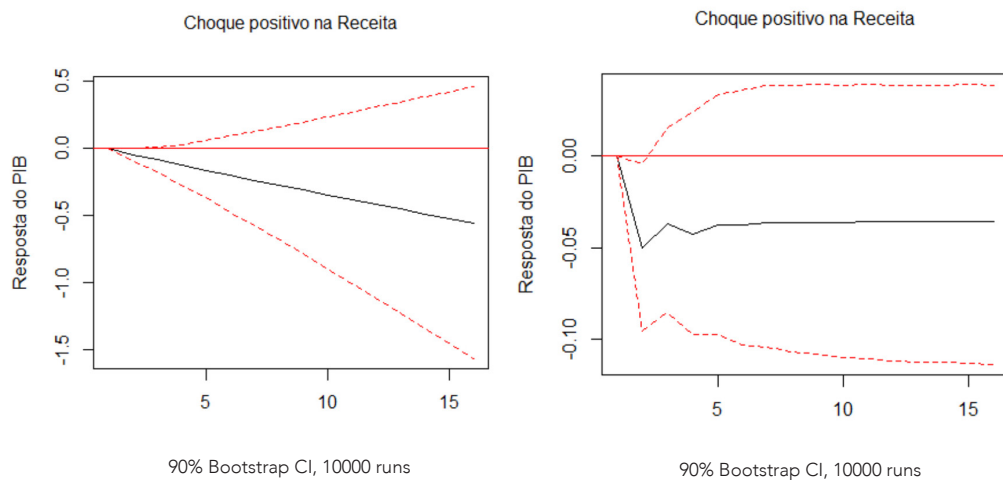 Choque positivo na Receita
Resposta do PIB
0.5
0.0
-0.5
-1.0
-1.5
5
10
15
90% Bootstrap CI, 10000 runs
Choque positivo na Receita
Resposta do PIB
0.00
-0.05
-0.10
5
10
15
90% Bootstrap CI, 10000 runs